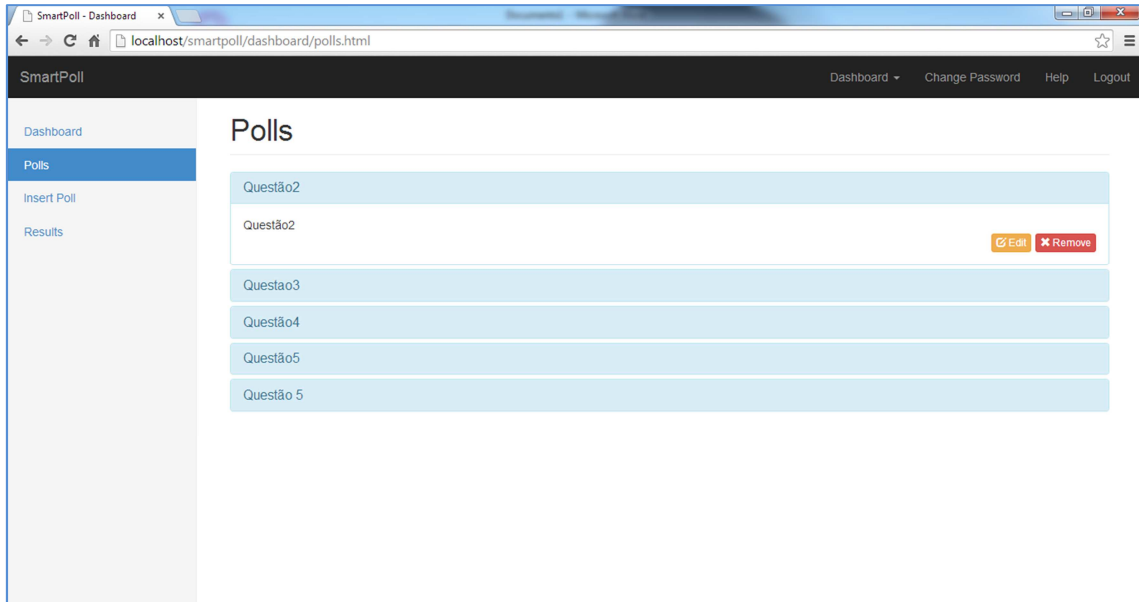 SmartPoll - Dashboard
localhost/smartpoll/dashboard/polls.html
SmartPoll
Dashboard
Change Password
Help
Logout
Dashboard
Polls
Insert Poll
Results
Polls
Questão2
Questão2
Edit
Remove
Questao3
Questão4
Questão5
Questão 5